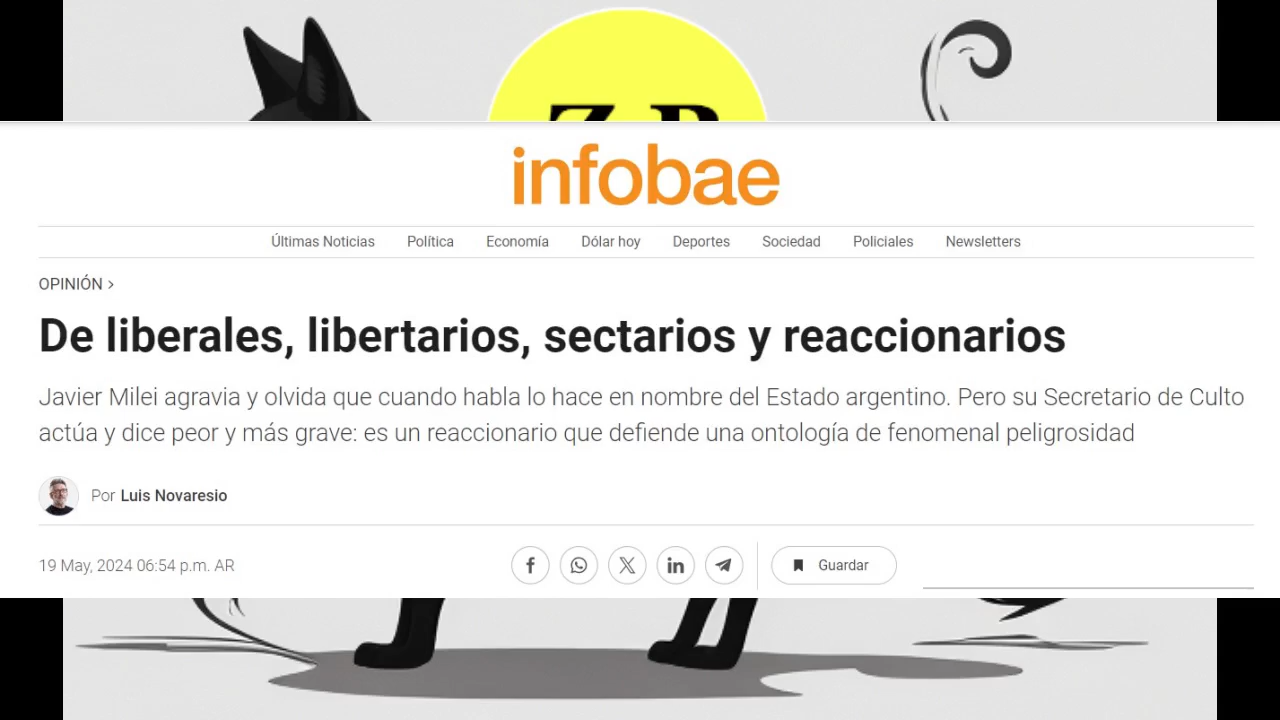 Z P
infobae
Últimas Noticias Política Economía Dólar hoy Deportes Sociedad Policiales Newsletters
OPINIÓN >
De liberales, libertarios, sectarios y reaccionarios
Javier Milei agravia y olvida que cuando habla lo hace en nombre del Estado argentino. Pero su Secretario de Culto
actúa y dice peor y más grave: es un reaccionario que defiende una ontología de fenomenal peligrosidad
Por Luis Novaresio
19 May, 2024 06:54 p.m. AR
Guardar